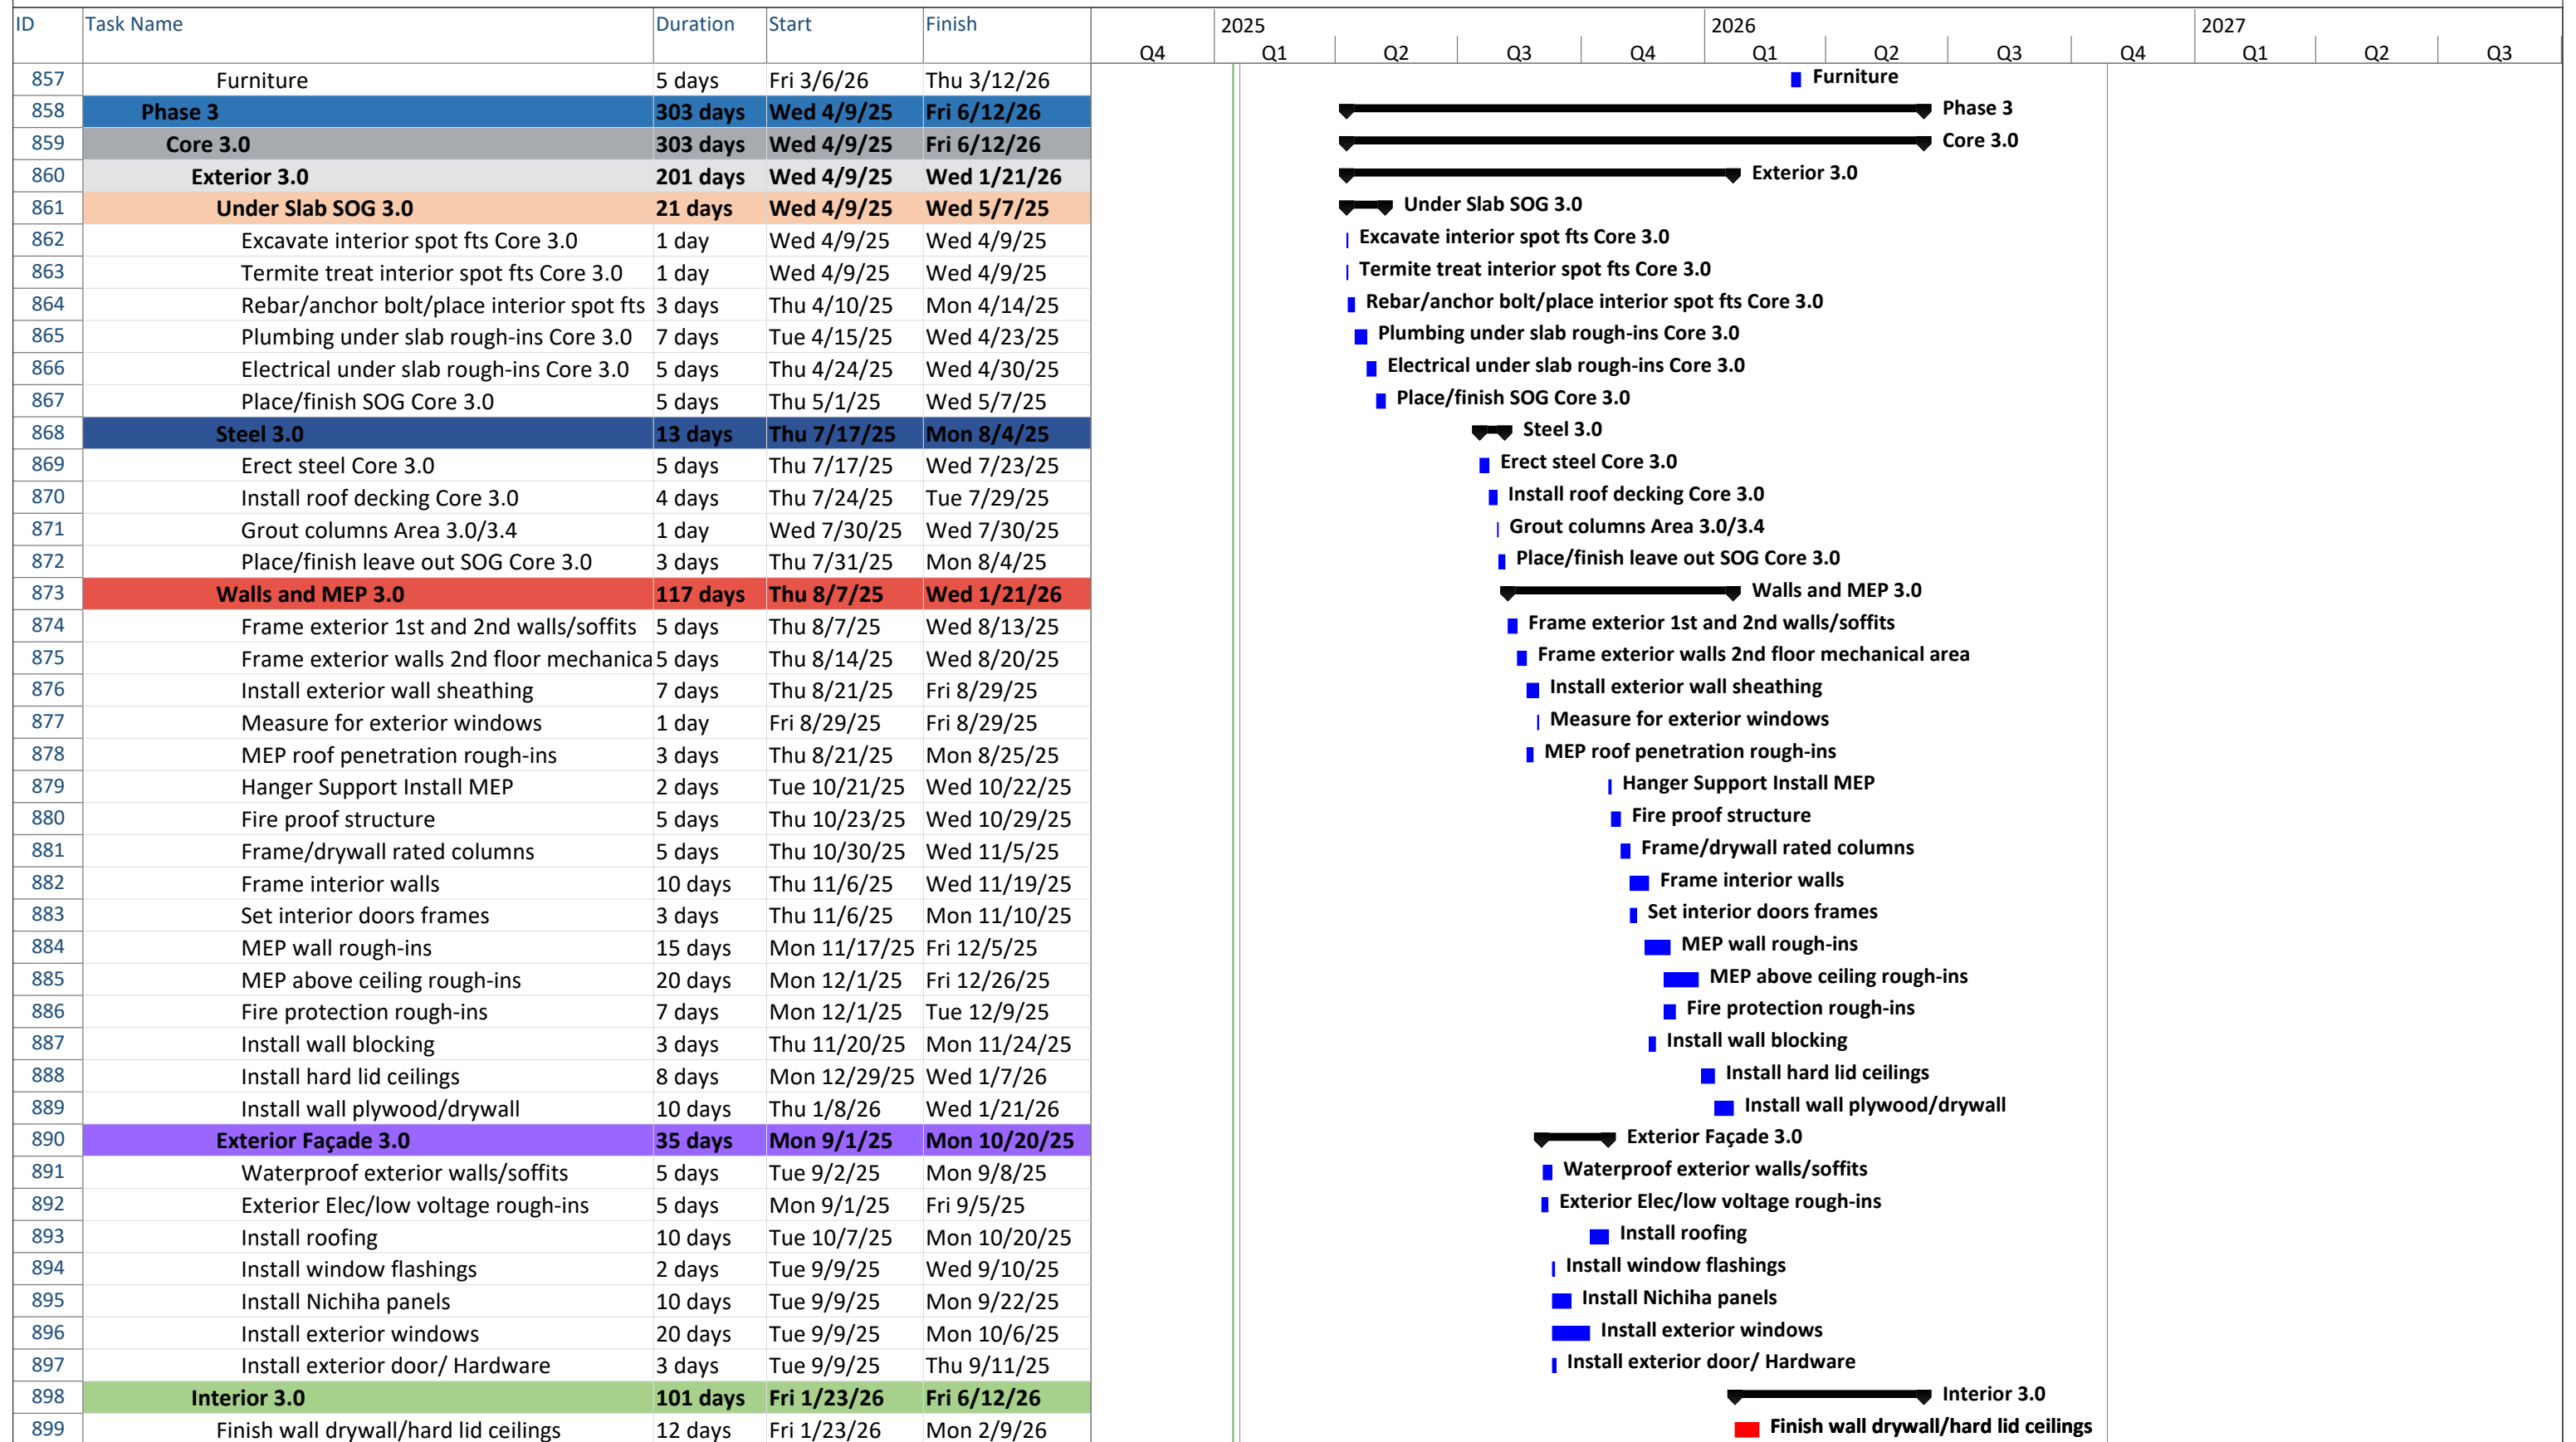 ID Task Name Duration Start Finish 2025 2026 2027
Q4 Q1 Q2 Q3 Q4 Q1 Q2 Q3 Q4 Q1 Q2 Q3
857 Furniture 5 days Fri 3/6/26 Thu 3/12/26 Furniture
858 Phase 3 303 days Wed 4/9/25 Fri 6/12/26 Phase 3
859 Core 3.0 303 days Wed 4/9/25 Fri 6/12/26 Core 3.0
860 Exterior 3.0 201 days Wed 4/9/25 Wed 1/21/26 Exterior 3.0
861 Under Slab SOG 3.0 21 days Wed 4/9/25 Wed 5/7/25 Under Slab SOG 3.0
862 Excavate interior spot fts Core 3.0 1 day Wed 4/9/25 Wed 4/9/25 Excavate interior spot fts Core 3.0
863 Termite treat interior spot fts Core 3.0 1 day Wed 4/9/25 Wed 4/9/25 Termite treat interior spot fts Core 3.0
864 Rebar/anchor bolt/place interior spot fts 3 days Thu 4/10/25 Mon 4/14/25 Rebar/anchor bolt/place interior spot fts Core 3.0
865 Plumbing under slab rough-ins Core 3.0 7 days Tue 4/15/25 Wed 4/23/25 Plumbing under slab rough-ins Core 3.0
866 Electrical under slab rough-ins Core 3.0 5 days Thu 4/24/25 Wed 4/30/25 Electrical under slab rough-ins Core 3.0
867 Place/finish SOG Core 3.0 5 days Thu 5/1/25 Wed 5/7/25 Place/finish SOG Core 3.0
868 Steel 3.0 13 days Thu 7/17/25 Mon 8/4/25 Steel 3.0
869 Erect steel Core 3.0 5 days Thu 7/17/25 Wed 7/23/25 Erect steel Core 3.0
870 Install roof decking Core 3.0 4 days Thu 7/24/25 Tue 7/29/25 Install roof decking Core 3.0
871 Grout columns Area 3.0/3.4 1 day Wed 7/30/25 Wed 7/30/25 Grout columns Area 3.0/3.4
872 Place/finish leave out SOG Core 3.0 3 days Thu 7/31/25 Mon 8/4/25 Place/finish leave out SOG Core 3.0
873 Walls and MEP 3.0 117 days Thu 8/7/25 Wed 1/21/26 Walls and MEP 3.0
874 Frame exterior 1st and 2nd walls/soffits 5 days Thu 8/7/25 Wed 8/13/25 Frame exterior 1st and 2nd walls/soffits
875 Frame exterior walls 2nd floor mechanica 5 days Thu 8/14/25 Wed 8/20/25 Frame exterior walls 2nd floor mechanical area
876 Install exterior wall sheathing 7 days Thu 8/21/25 Fri 8/29/25 Install exterior wall sheathing
877 Measure for exterior windows 1 day Fri 8/29/25 Fri 8/29/25 Measure for exterior windows
878 MEP roof penetration rough-ins 3 days Thu 8/21/25 Mon 8/25/25 MEP roof penetration rough-ins
879 Hanger Support Install MEP 2 days Tue 10/21/25 Wed 10/22/25 Hanger Support Install MEP
880 Fire proof structure 5 days Thu 10/23/25 Wed 10/29/25 Fire proof structure
881 Frame/drywall rated columns 5 days Thu 10/30/25 Wed 11/5/25 Frame/drywall rated columns
882 Frame interior walls 10 days Thu 11/6/25 Wed 11/19/25 Frame interior walls
883 Set interior doors frames 3 days Thu 11/6/25 Mon 11/10/25 Set interior doors frames
884 MEP wall rough-ins 15 days Mon 11/17/25 Fri 12/5/25 MEP wall rough-ins
885 MEP above ceiling rough-ins 20 days Mon 12/1/25 Fri 12/26/25 MEP above ceiling rough-ins
886 Fire protection rough-ins 7 days Mon 12/1/25 Tue 12/9/25 Fire protection rough-ins
887 Install wall blocking 3 days Thu 11/20/25 Mon 11/24/25 Install wall blocking
888 Install hard lid ceilings 8 days Mon 12/29/25 Wed 1/7/26 Install hard lid ceilings
889 Install wall plywood/drywall 10 days Thu 1/8/26 Wed 1/21/26 Install wall plywood/drywall
890 Exterior Façade 3.0 35 days Mon 9/1/25 Mon 10/20/25 Exterior Façade 3.0
891 Waterproof exterior walls/soffits 5 days Tue 9/2/25 Mon 9/8/25 Waterproof exterior walls/soffits
892 Exterior Elec/low voltage rough-ins 5 days Mon 9/1/25 Fri 9/5/25 Exterior Elec/low voltage rough-ins
893 Install roofing 10 days Tue 10/7/25 Mon 10/20/25 Install roofing
894 Install window flashings 2 days Tue 9/9/25 Wed 9/10/25 Install window flashings
895 Install Nichiha panels 10 days Tue 9/9/25 Mon 9/22/25 Install Nichiha panels
896 Install exterior windows 20 days Tue 9/9/25 Mon 10/6/25 Install exterior windows
897 Install exterior door/ Hardware 3 days Tue 9/9/25 Thu 9/11/25 Install exterior door/ Hardware
898 Interior 3.0 101 days Fri 1/23/26 Fri 6/12/26 Interior 3.0
899 Finish wall drywall/hard lid ceilings 12 days Fri 1/23/26 Mon 2/9/26 Finish wall drywall/hard lid ceilings